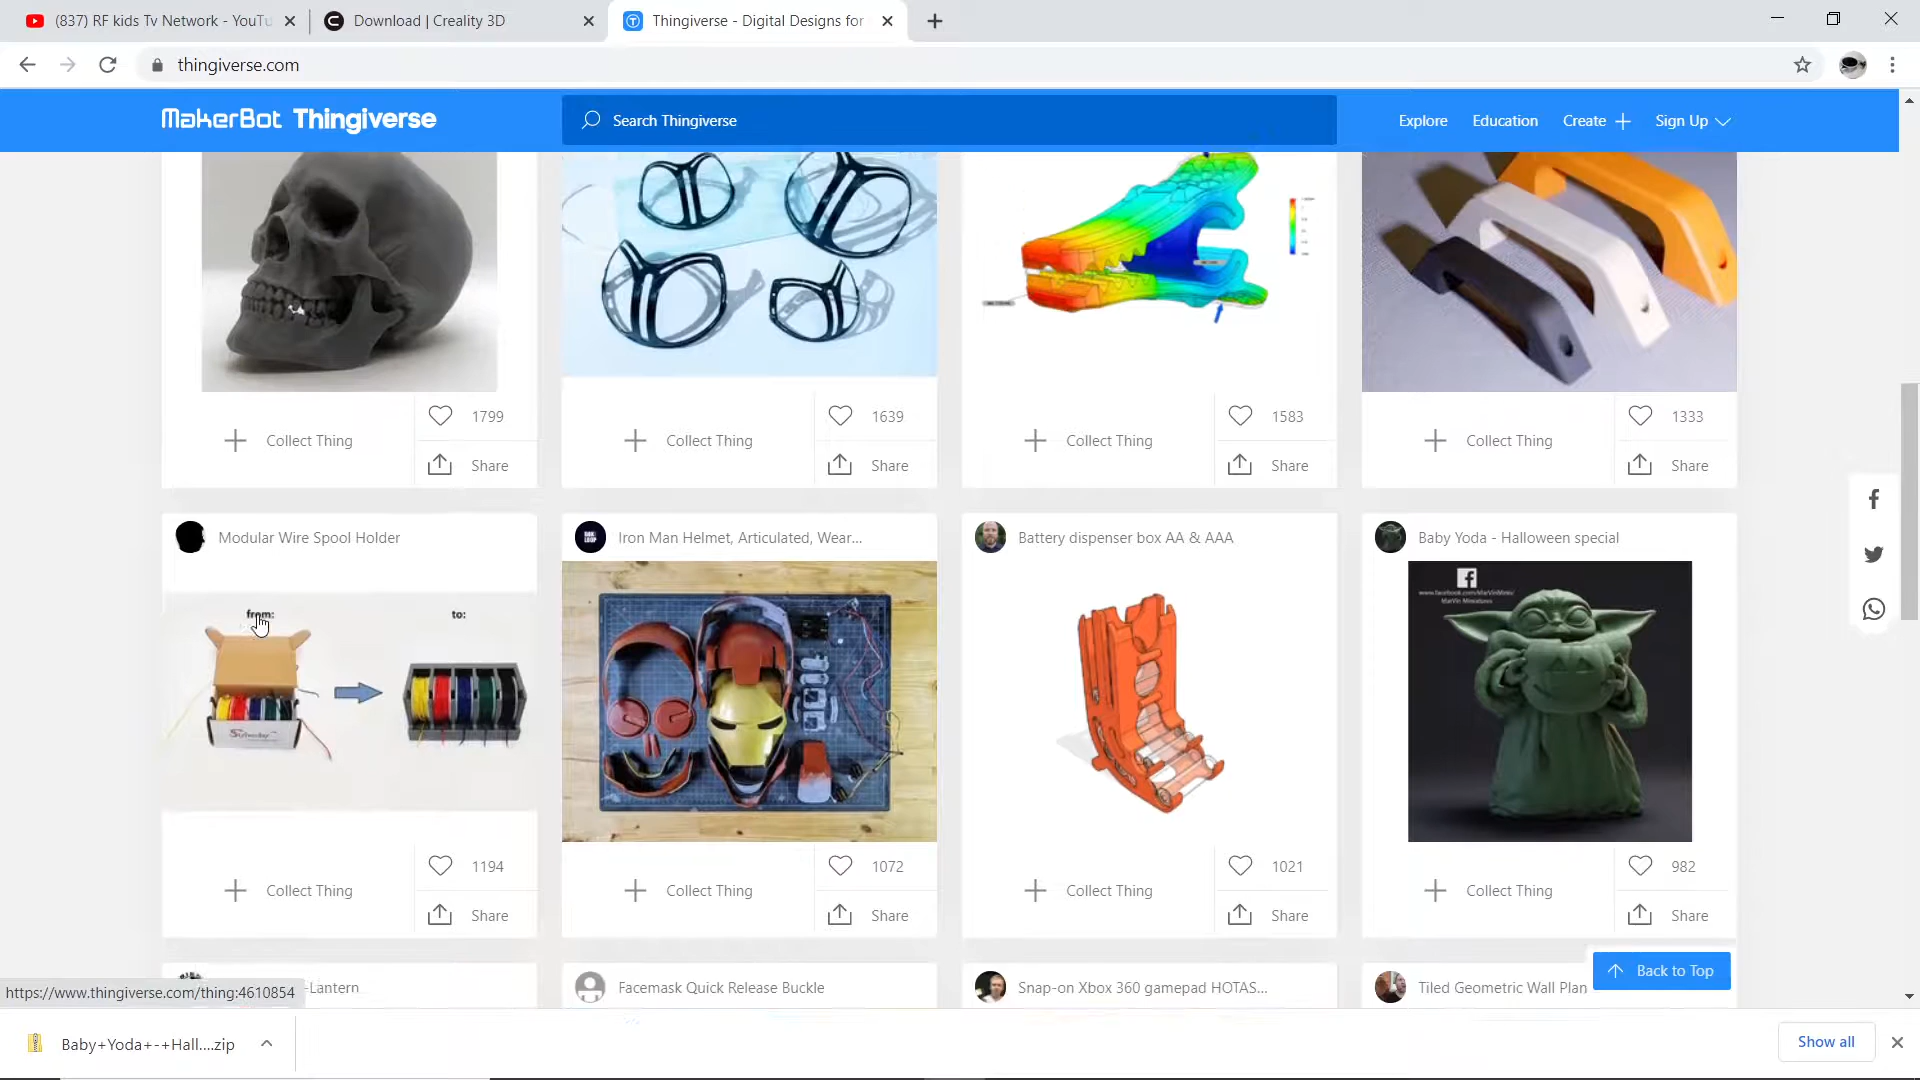 (837) RF kids Tv Network - YouTu
Download | Creality 3D
Thingiverse - Digital Designs for
thingiverse.com
MakerBot Thingiverse
Search Thingiverse
Explore
Education
Create
Sign Up
Collect Thing
1799
Share
Collect Thing
1639
Share
Collect Thing
1583
Share
Collect Thing
1333
Share
Modular Wire Spool Holder
from:
to:
Collect Thing
1194
Share
Iron Man Helmet, Articulated, Wear...
Collect Thing
1072
Share
Battery dispenser box AA & AAA
Collect Thing
1021
Share
Baby Yoda - Halloween special
Collect Thing
982
Share
Back to Top
-Lantern
Facemask Quick Release Buckle
Snap-on Xbox 360 gamepad HOTAS...
Tiled Geometric Wall Plan
https://www.thingiverse.com/thing:4610854
Baby+Yoda+-+Hall....zip
Show all